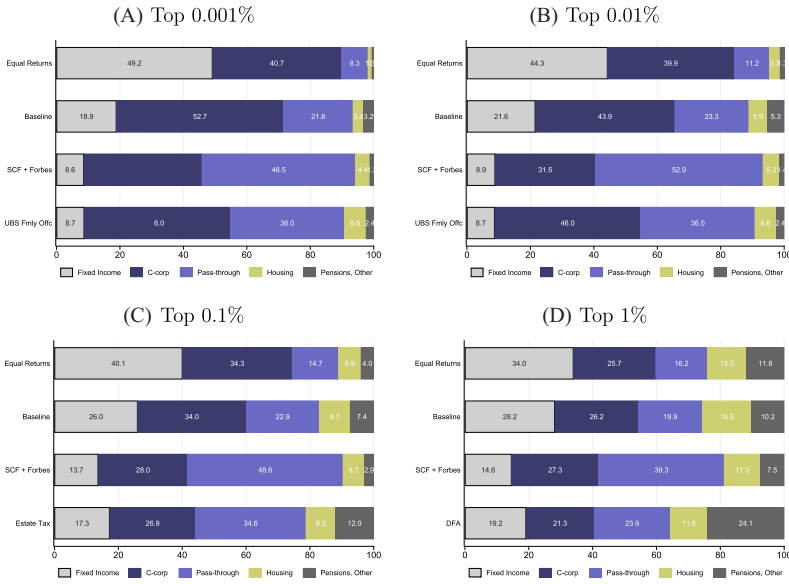 (A) Top 0.001%
Equal Returns 49.2 40.7 8.3
Baseline 18.9 52.7 21.8 3.4 3.2
SCF + Forbes 8.6 48.5 4.4
UBS Fmly Offc 8.7 6.0 36.0 6.8 2.4
0 20 40 60 80 100
Fixed Income C-corp Pass-through Housing Pensions, Other
(B) Top 0.01%
Equal Returns 44.3 39.9 11.2 3.3
Baseline 21.6 43.9 23.3 5.9 5.3
SCF + Forbes 8.9 31.5 52.9 5.3 1.4
UBS Fmly Offc 8.7 46.0 36.0 6.8 2.4
0 20 40 60 80 100
Fixed Income C-corp Pass-through Housing Pensions, Other
(C) Top 0.1%
Equal Returns 40.1 34.3 14.7 6.9 4.0
Baseline 26.0 34.0 22.9 9.7 7.4
SCF + Forbes 13.7 28.0 48.6 6.7 2.9
Estate Tax 17.3 26.9 34.6 9.3 12.0
0 20 40 60 80 100
Fixed Income C-corp Pass-through Housing Pensions, Other
(D) Top 1%
Equal Returns 34.0 25.7 16.2 12.3 11.8
Baseline 28.2 26.2 19.9 15.5 10.2
SCF + Forbes 14.6 27.3 39.3 11.3 7.5
DFA 19.2 21.3 23.9 11.6 24.1
0 20 40 60 80 100
Fixed Income C-corp Pass-through Housing Pensions, Other